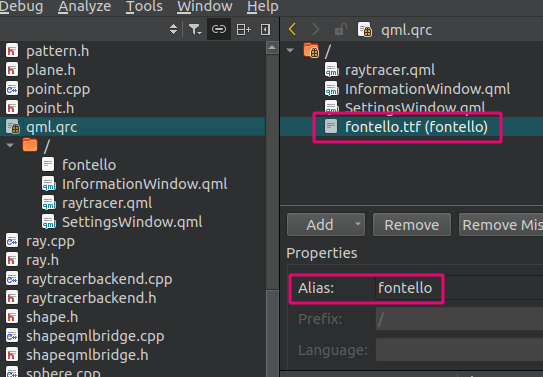 Debug Analyze Tools Window Help
pattern.h
plane.h
point.cpp
point.h
qml.qrc
/
fontello
InformationWindow.qml
raytracer.qml
SettingsWindow.qml
ray.cpp
ray.h
raytracerbackend.cpp
raytracerbackend.h
shape.h
shapeqmlbridge.cpp
shapeqmlbridge.h
sphere.cpp
qml.qrc
/
raytracer.qml
InformationWindow.qml
SettingsWindow.qml
fontello.ttf (fontello)
Add Remove Remove Mis
Properties
Alias: fontello
Prefix: /
Language: